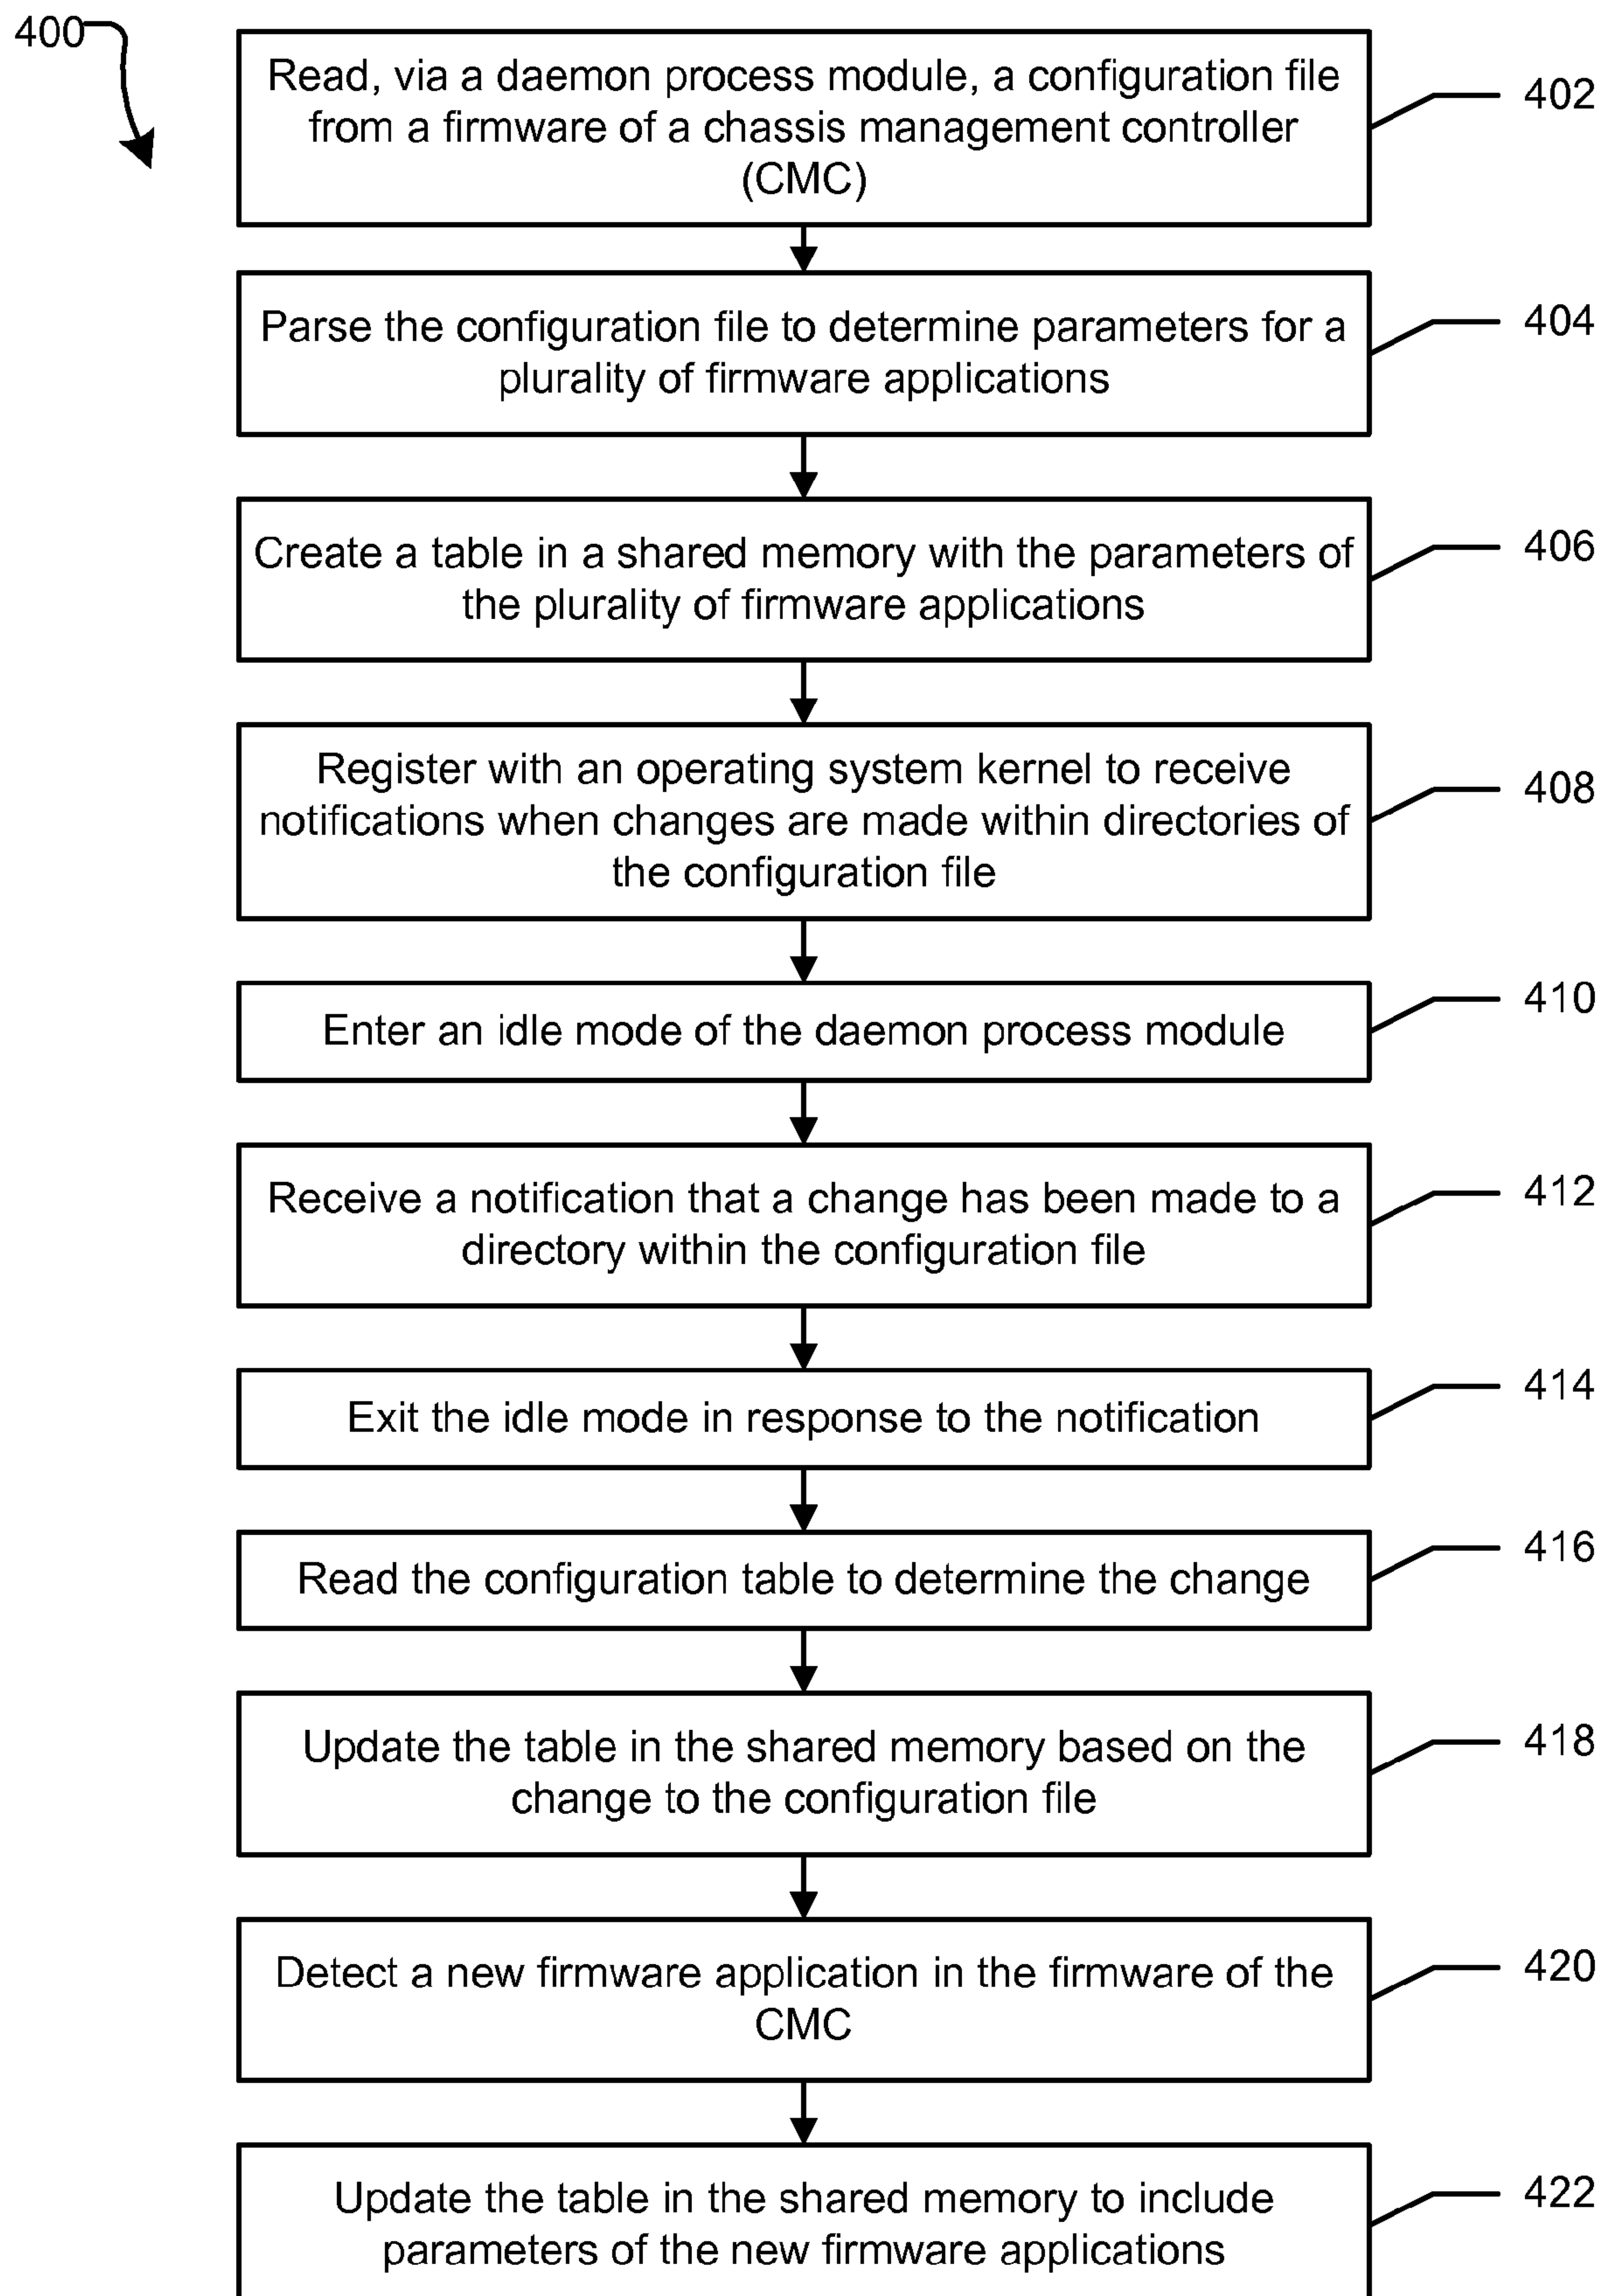 400
Read, via a daemon process module, a configuration file
from a firmware of a chassis management controller
(CMC)
402
Parse the configuration file to determine parameters for a
plurality of firmware applications
404
Create a table in a shared memory with the parameters of
the plurality of firmware applications
406
Register with an operating system kernel to receive
notifications when changes are made within directories of
the configuration file
408
Enter an idle mode of the daemon process module
410
Receive a notification that a change has been made to a
directory within the configuration file
412
Exit the idle mode in response to the notification
414
Read the configuration table to determine the change
416
Update the table in the shared memory based on the
change to the configuration file
418
Detect a new firmware application in the firmware of the
CMC
420
Update the table in the shared memory to include
parameters of the new firmware applications
422